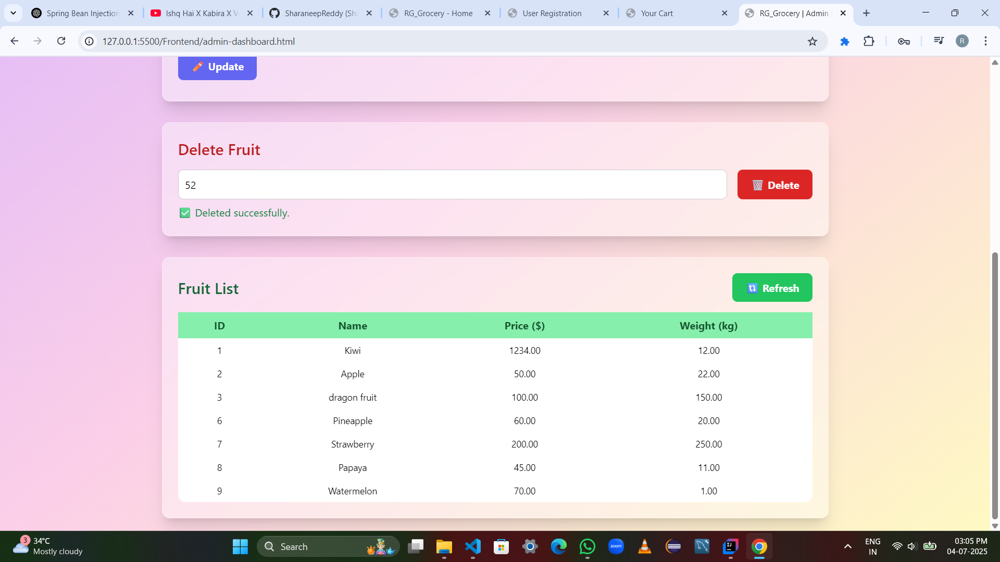 Spring Bean Injection
Ishq Hai X Kabira X V
SharaneepReddy (Sha
RG_Grocery - Home
User Registration
Your Cart
RG_Grocery | Admin
127.0.0.1:5500/Frontend/admin-dashboard.html
R
Update
Delete Fruit
52
Delete
Deleted successfully.
Fruit List
Refresh
ID Name Price ($) Weight (kg)
1 Kiwi 1234.00 12.00
2 Apple 50.00 22.00
3 dragon fruit 100.00 150.00
6 Pineapple 60.00 20.00
7 Strawberry 200.00 250.00
8 Papaya 45.00 11.00
9 Watermelon 70.00 1.00
3
34°C
Mostly cloudy
Search
zoom
IJ
ENG
IN
03:05 PM
04-07-2025